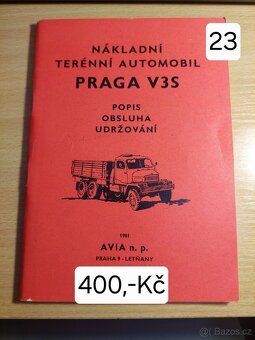 23
NÁKLADNÍ
TERÉNNÍ AUTOMOBIL
PRAGA V3S
POPIS
OBSLUHA
UDRŽOVÁNÍ
1981
AVIA n. p.
PRAHA 9 - LETŇANY
400,-Kč
Bazos.cz